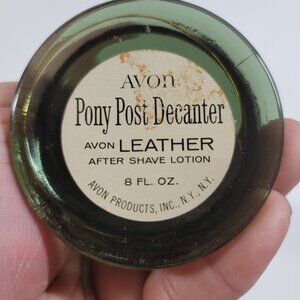 AVON
Pony Post Decanter
AVON LEATHER
AFTER SHAVE LOTION
8 FL. OZ.
AVON PRODUCTS, INC., N.Y., N.Y.